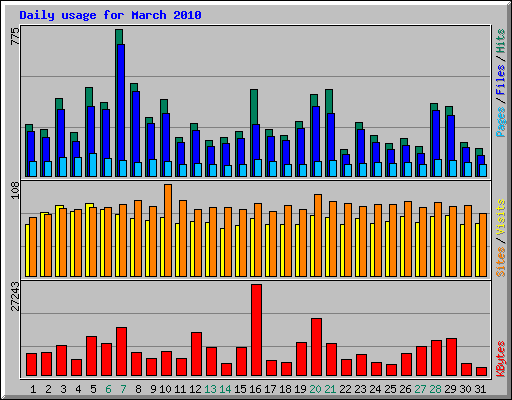 Daily usage for March 2010
775
Pages / Files / Hits
108
Sites / Visits
27243
KBytes
1 2 3 4 5 6 7 8 9 10 11 12 13 14 15 16 17 18 19 20 21 22 23 24 25 26 27 28 29 30 31